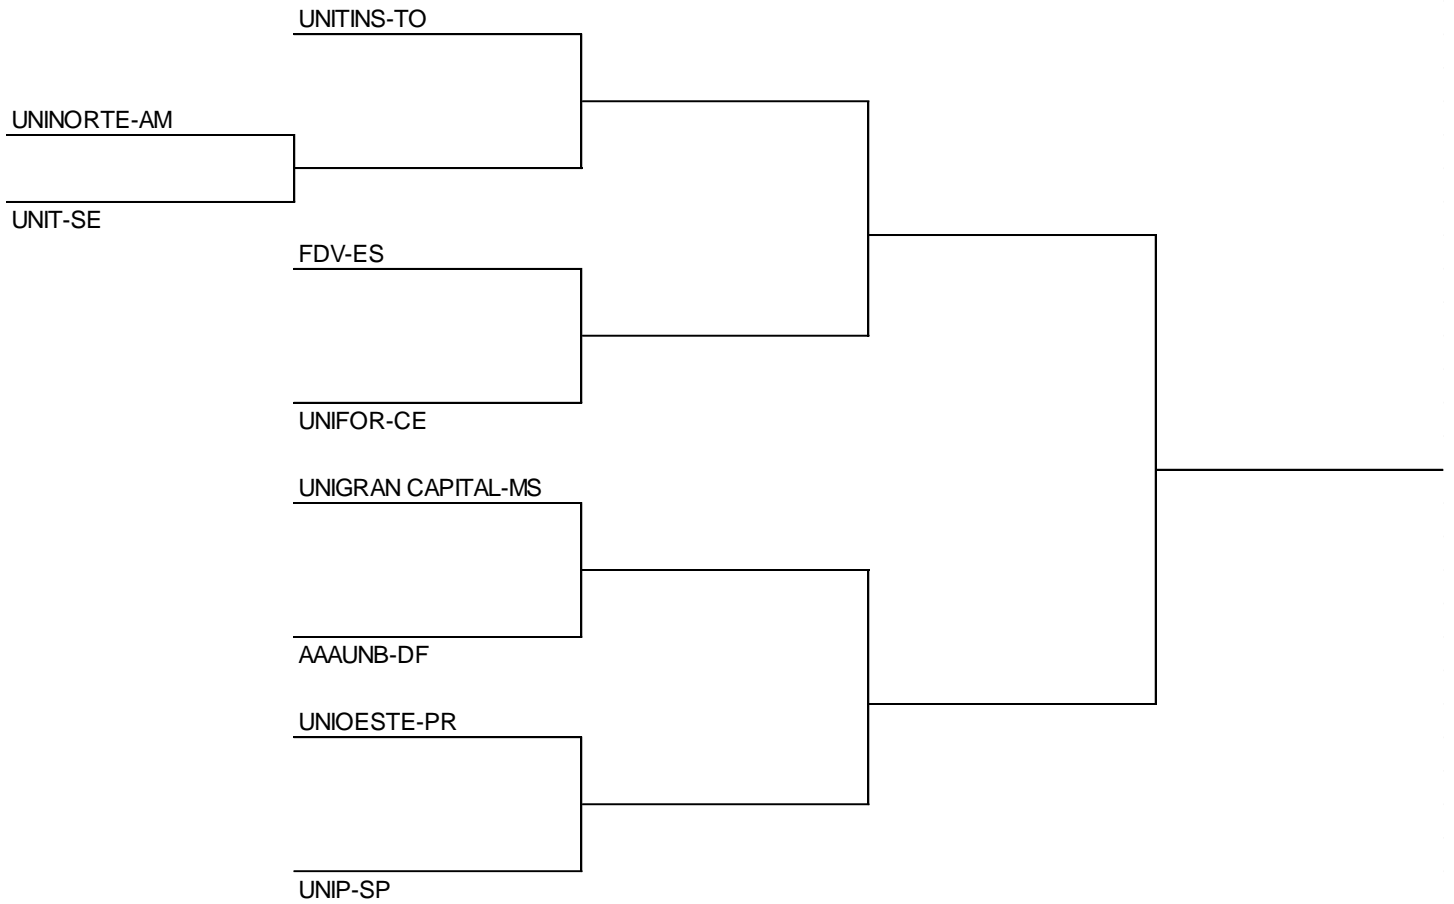 UNITINS-TO
UNINORTE-AM
UNIT-SE
FDV-ES
UNIFOR-CE
UNIGRAN CAPITAL-MS
AAAUNB-DF
UNIOESTE-PR
UNIP-SP